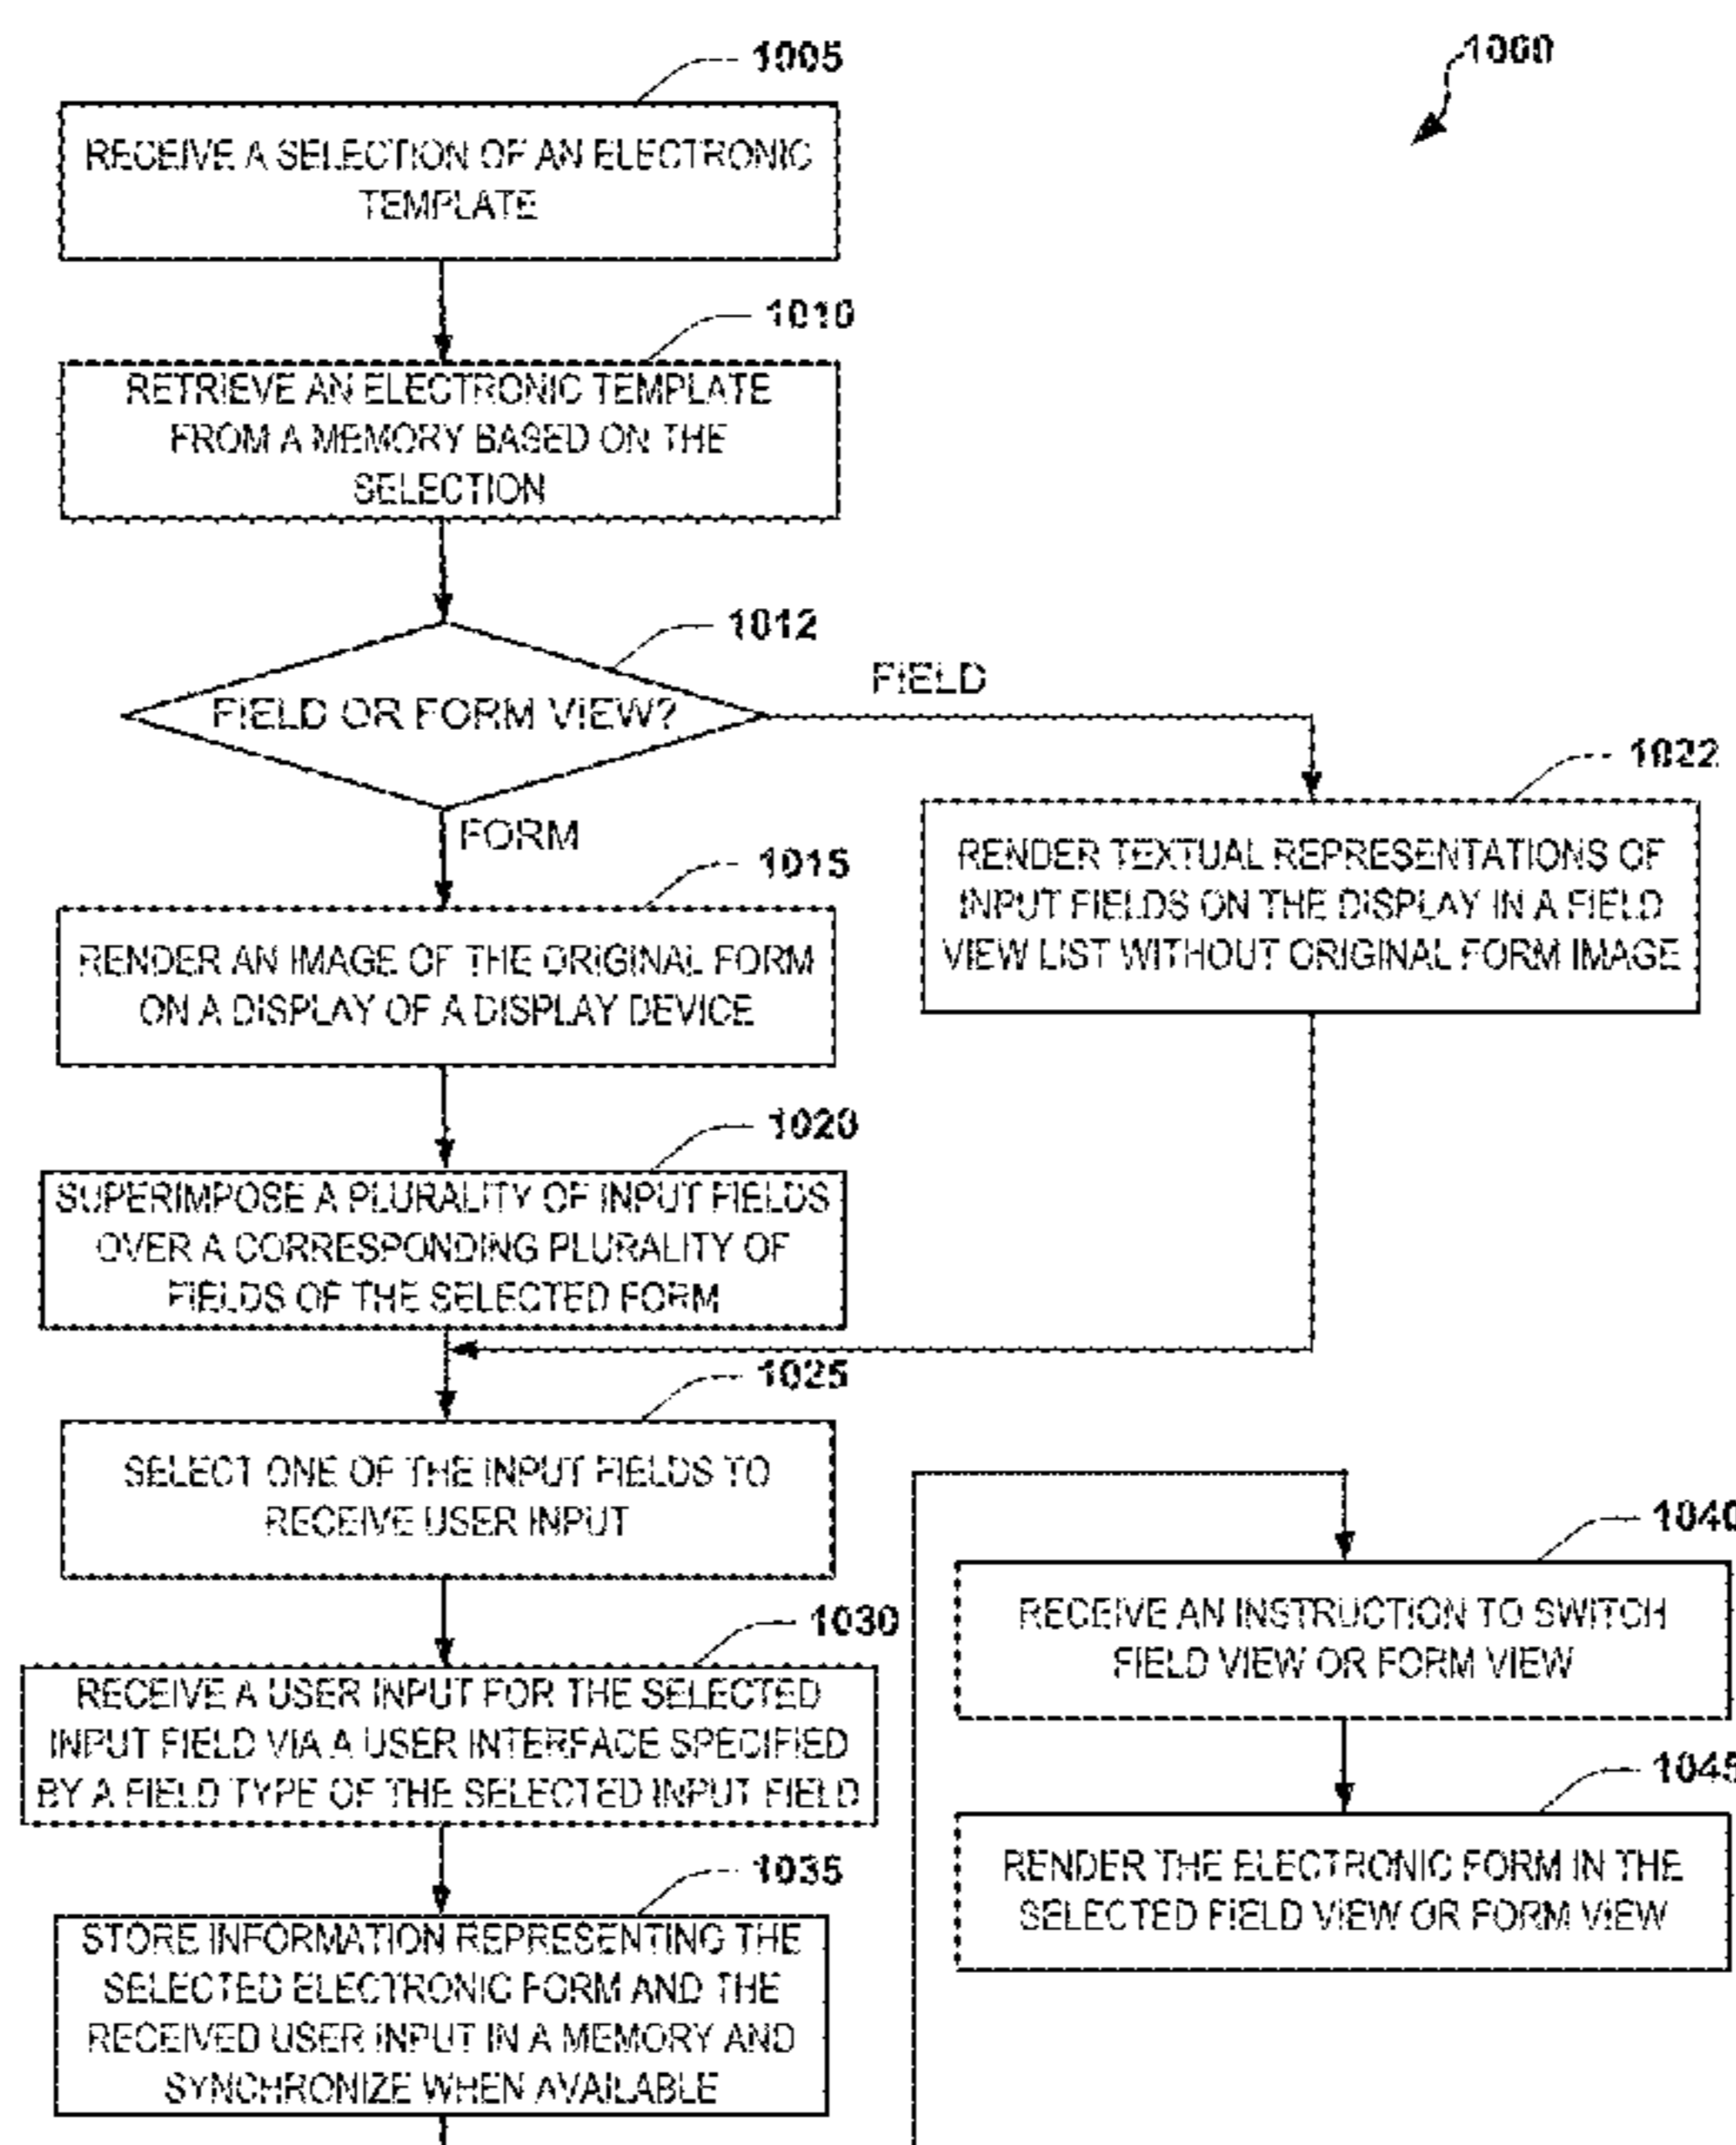 1005
1000
RECEIVE A SELECTION OF AN ELECTRONIC
TEMPLATE
1010
RETRIEVE AN ELECTRONIC TEMPLATE
FROM A MEMORY BASED ON THE
SELECTION
1012
FIELD OR FORM VIEW?
FIELD
FORM
1022
RENDER TEXTUAL REPRESENTATIONS OF
INPUT FIELDS ON THE DISPLAY IN A FIELD
VIEW LIST WITHOUT ORIGINAL FORM IMAGE
1015
RENDER AN IMAGE OF THE ORIGINAL FORM
ON A DISPLAY OF A DISPLAY DEVICE
1020
SUPERIMPOSE A PLURALITY OF INPUT FIELDS
OVER A CORRESPONDING PLURALITY OF
FIELDS OF THE SELECTED FORM
1025
SELECT ONE OF THE INPUT FIELDS TO
RECEIVE USER INPUT
1030
RECEIVE A USER INPUT FOR THE SELECTED
INPUT FIELD VIA A USER INTERFACE SPECIFIED
BY A FIELD TYPE OF THE SELECTED INPUT FIELD
1035
STORE INFORMATION REPRESENTING THE
SELECTED ELECTRONIC FORM AND THE
RECEIVED USER INPUT IN A MEMORY AND
SYNCHRONIZE WHEN AVAILABLE
1040
RECEIVE AN INSTRUCTION TO SWITCH
FIELD VIEW OR FORM VIEW
1045
RENDER THE ELECTRONIC FORM IN THE
SELECTED FIELD VIEW OR FORM VIEW